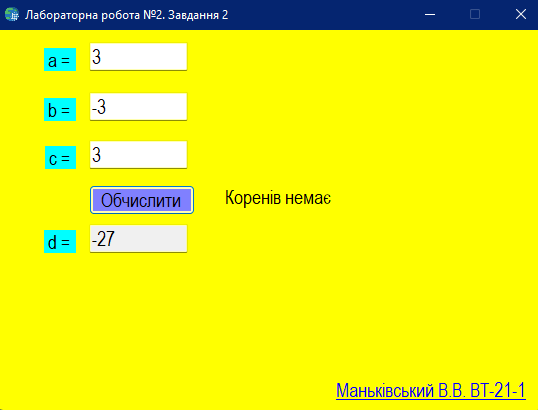 Лабораторна робота №2. Завдання 2
a = 3
b = -3
c = 3
Обчислити Коренів немає
d = -27
Маньківський В.В. ВТ-21-1